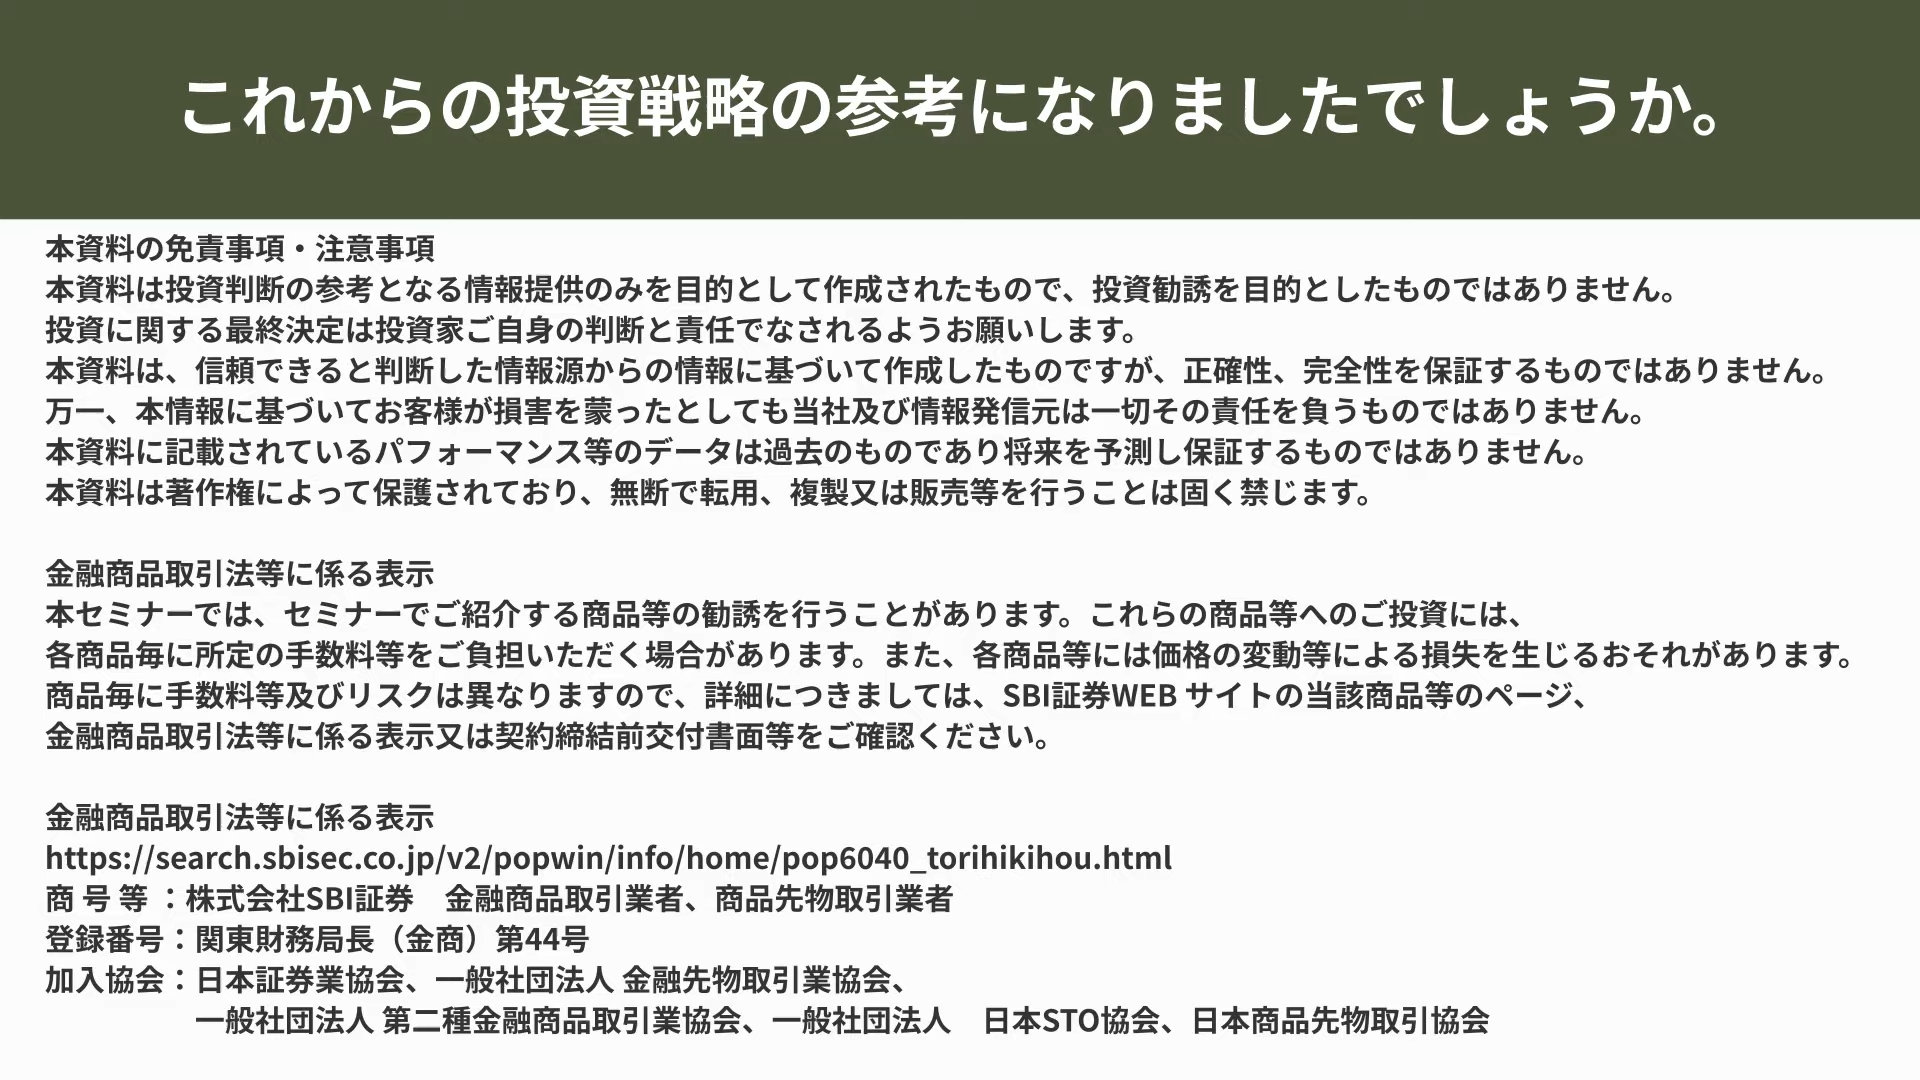 これからの投資戦略の参考になりましたでしょうか。
本資料の免責事項・注意事項
本資料は投資判断の参考となる情報提供のみを目的として作成されたもので、投資勧誘を目的としたものではありません。
投資に関する最終決定は投資家ご自身の判断と責任でなされるようお願いします。
本資料は、信頼できると判断した情報源からの情報に基づいて作成したものですが、正確性、完全性を保証するものではありません。
万一、本情報に基づいてお客様が損害を蒙ったとしても当社及び情報発信元は一切その責任を負うものではありません。
本資料に記載されているパフォーマンス等のデータは過去のものであり将来を予測し保証するものではありません。
本資料は著作権によって保護されており、無断で転用、複製又は販売等を行うことは固く禁じます。
金融商品取引法等に係る表示
本セミナーでは、セミナーでご紹介する商品等の勧誘を行うことがあります。これらの商品等へのご投資には、
各商品毎に所定の手数料等をご負担いただく場合があります。また、各商品等には価格の変動等による損失を生じるおそれがあります。
商品毎に手数料等及びリスクは異なりますので、詳細につきましては、SBI証券WEB サイトの当該商品等のページ、
金融商品取引法等に係る表示又は契約締結前交付書面等をご確認ください。
金融商品取引法等に係る表示
https://search.sbisec.co.jp/v2/popwin/info/home/pop6040_torihikihou.html
商 号 等 ：株式会社SBI証券　金融商品取引業者、商品先物取引業者
登録番号：関東財務局長（金商）第44号
加入協会：日本証券業協会、一般社団法人 金融先物取引業協会、
一般社団法人 第二種金融商品取引業協会、一般社団法人　日本STO協会、日本商品先物取引協会